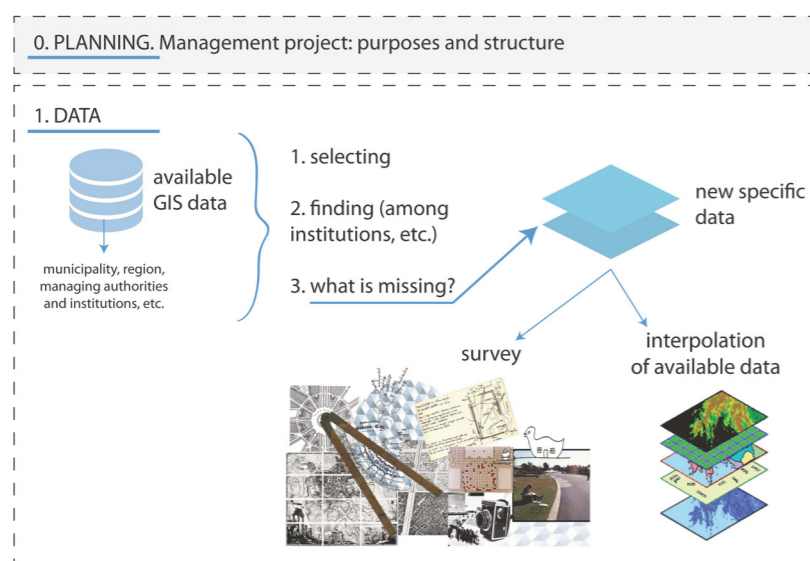 0. PLANNING. Management project: purposes and structure
1. DATA
available
GIS data
municipality, region,
managing authorities
and institutions, etc.
1. selecting
2. finding (among
institutions, etc.)
3. what is missing?
new specific
data
survey
interpolation
of available data